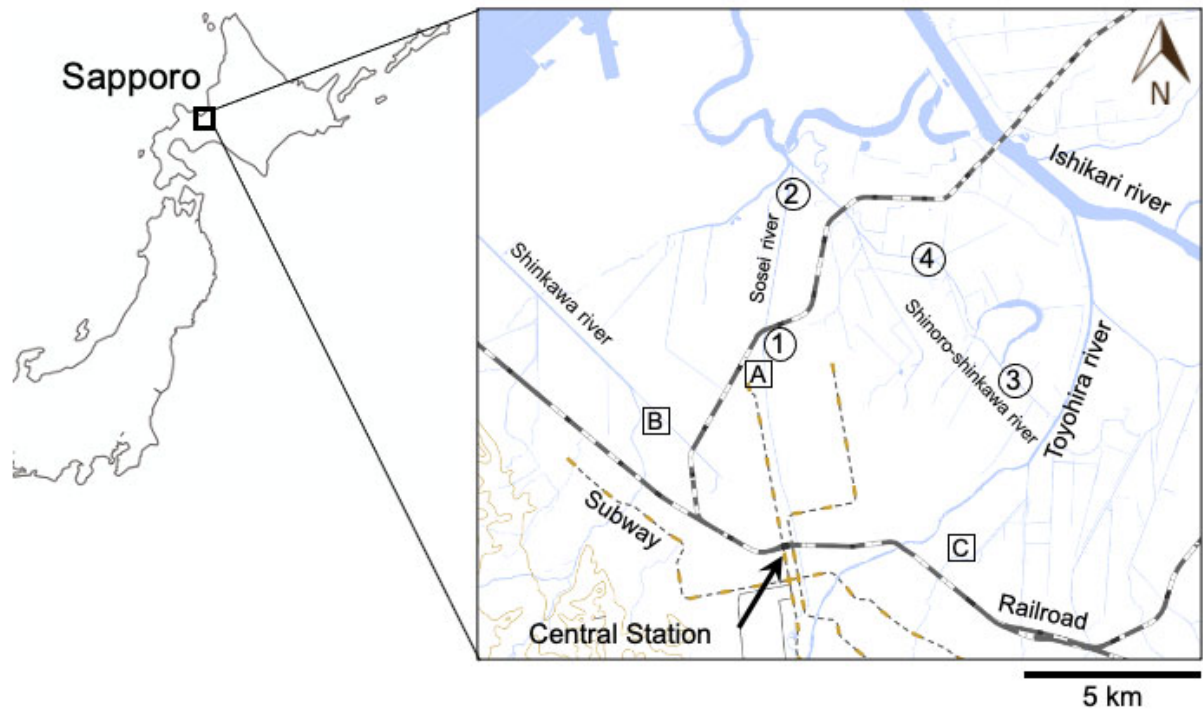 Sapporo
N
Ishikari river
2
Sosei river
4
Shinkawa river
Shinoro-shinkawa river
1
A
3
Toyohira river
B
Subway
C
Central Station
Railroad
5 km